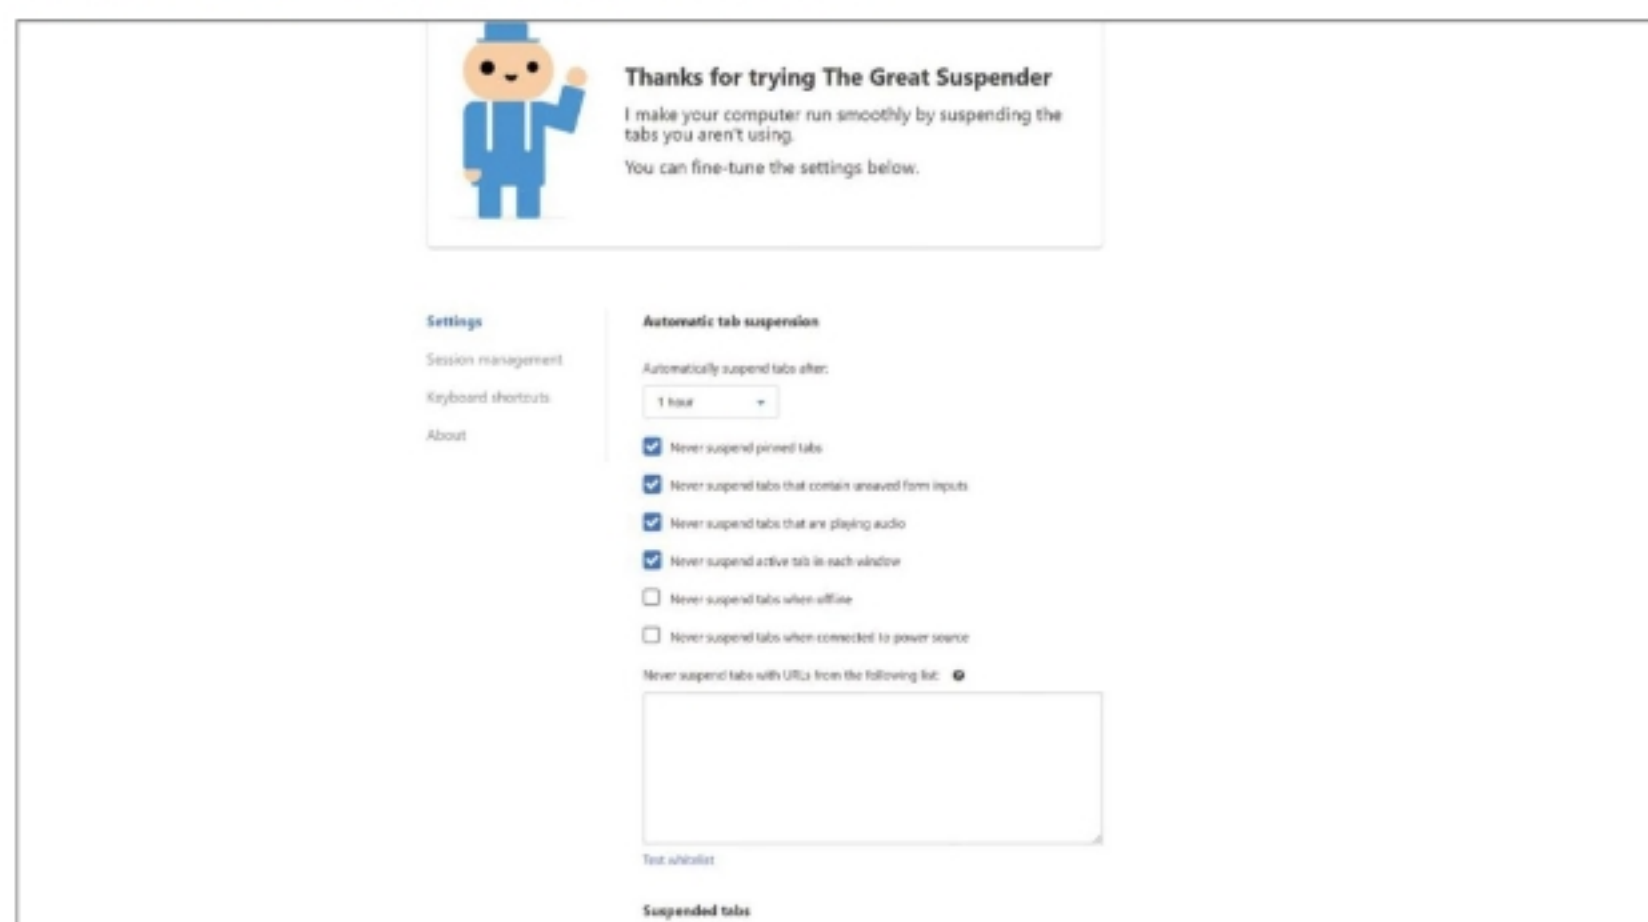 Thanks for trying The Great Suspender
I make your computer run smoothly by suspending the
tabs you aren't using.
You can fine-tune the settings below.
Settings
Session management
Keyboard shortcuts
About
Automatic tab suspension
Automatically suspend tabs after:
1 hour
Never suspend pinned tabs
Never suspend tabs that contain unsaved form inputs
Never suspend tabs that are playing audio
Never suspend active tab in each window
Never suspend tabs when offline
Never suspend tabs when connected to power source
Never suspend tabs with URLs from the following list:
Test whitelist
Suspended tabs